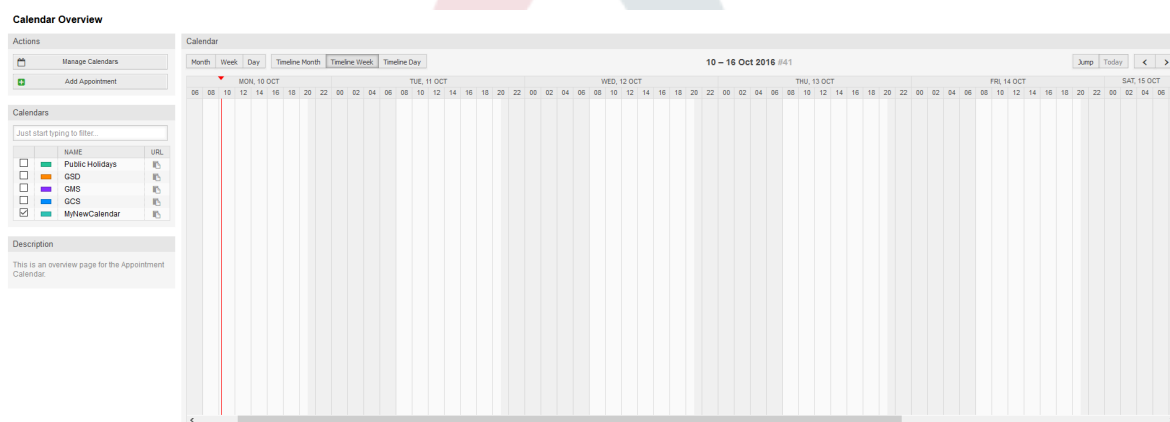 Calendar Overview
Actions
Manage Calendars
Add Appointment
Calendars
Just start typing to filter...
NAME URL
Public Holidays
GSD
GMS
GCS
MyNewCalendar
Description
This is an overview page for the Appointment
Calendar.
Calendar
Month Week Day Timeline Month Timeline Week Timeline Day 10 – 16 Oct 2016 #41 Jump Today
MON, 10 OCT TUE, 11 OCT WED, 12 OCT THU, 13 OCT FRI, 14 OCT SAT, 15 OCT
06 08 10 12 14 16 18 20 22 00 02 04 06 08 10 12 14 16 18 20 22 00 02 04 06 08 10 12 14 16 18 20 22 00 02 04 06 08 10 12 14 16 18 20 22 00 02 04 06 08 10 12 14 16 18 20 22 00 02 04 06